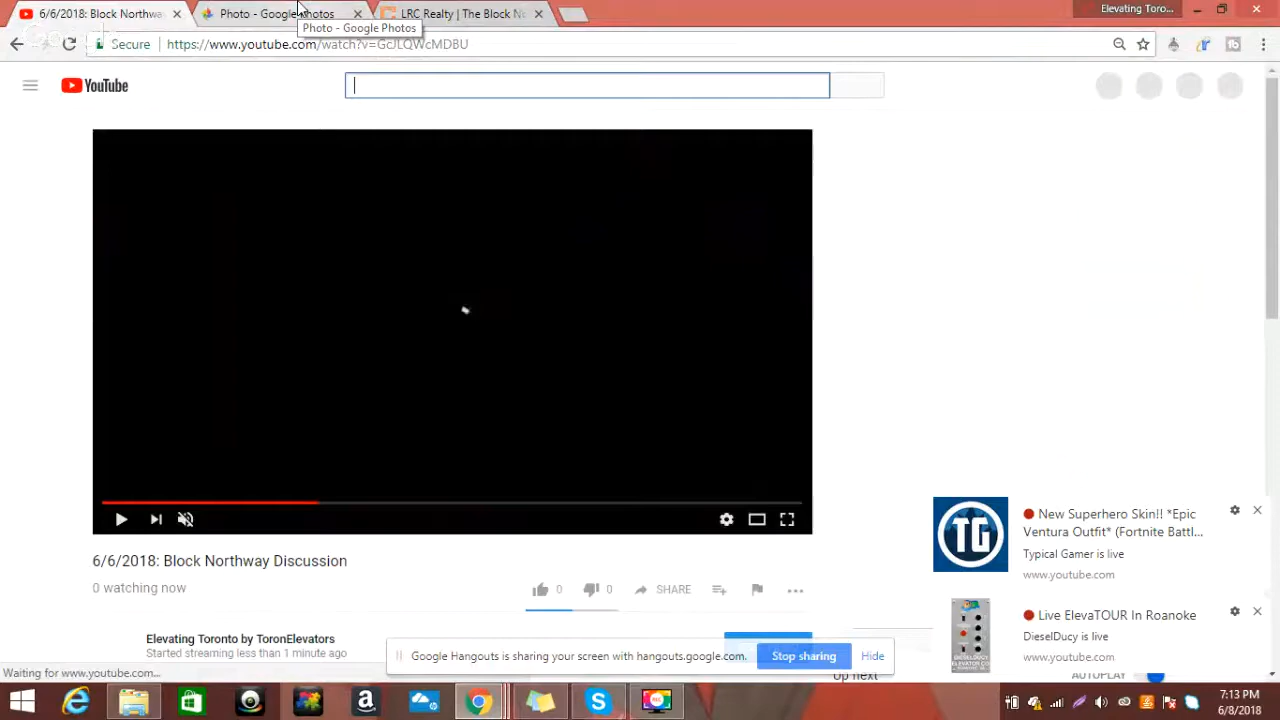 6/6/2018: Block Northwa
Photo - Google Photos
LRC Realty | The Block No
Elevating Toro...
Photo - Google Photos
Secure
https://www.youtube.com/watch?v=GcJLQWcMDBU
YouTube
6/6/2018: Block Northway Discussion
0 watching now
0
0
SHARE
Elevating Toronto by ToronElevators
Started streaming less than 1 minute ago
Google Hangouts is sharing your screen with hangouts.google.com.
Stop sharing
Hide
Up next
AUTOPLAY
TG
New Superhero Skin!! *Epic
Ventura Outfit* (Fortnite Battl...
Typical Gamer is live
www.youtube.com
Live ElevaTOUR In Roanoke
DieselDucy is live
www.youtube.com
Waiting for www.youtube.com...
7:13 PM
6/8/2018